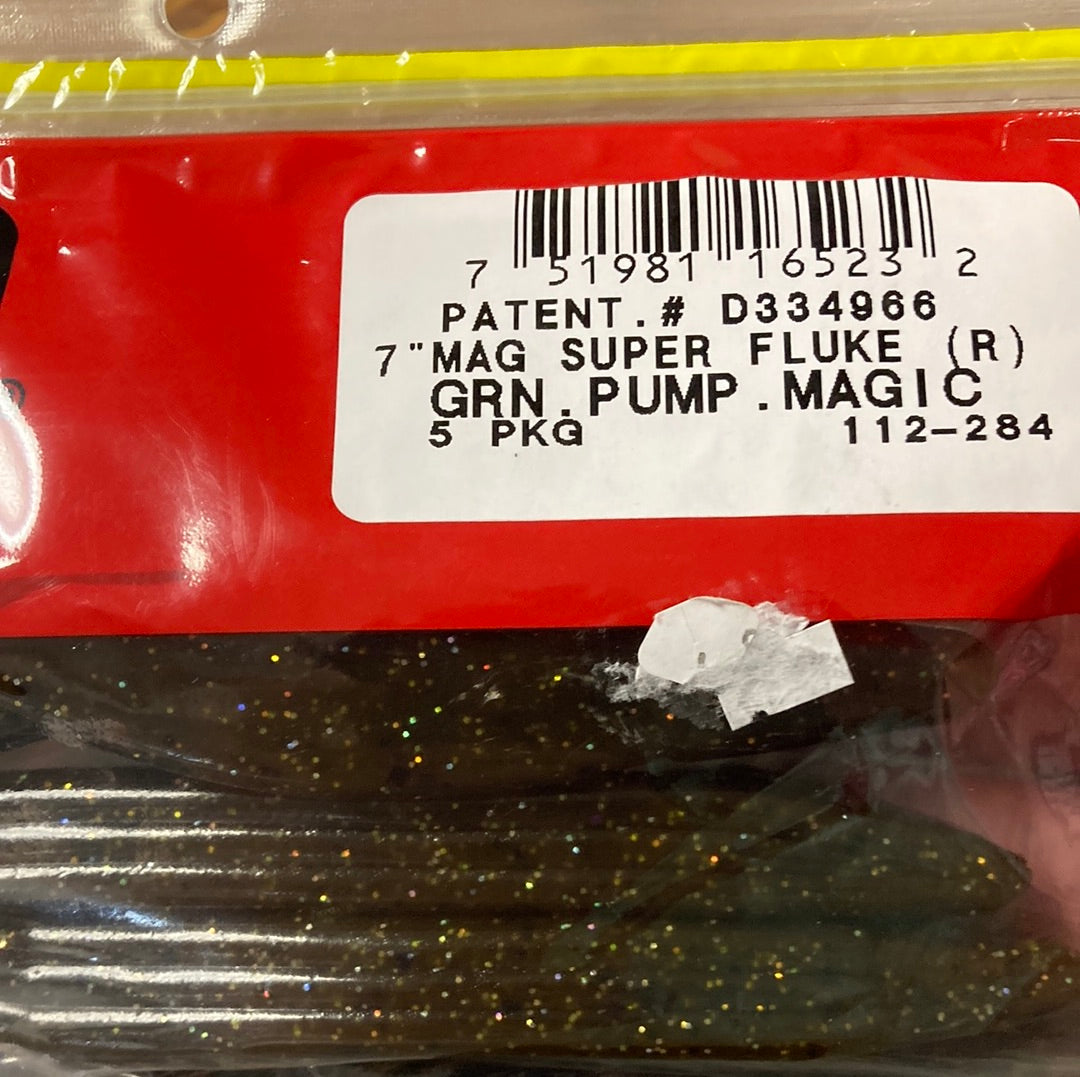 7 51981 16523 2
PATENT.# D334966
7"MAG SUPER FLUKE (R)
GRN.PUMP.MAGIC
5 PKG 112-284